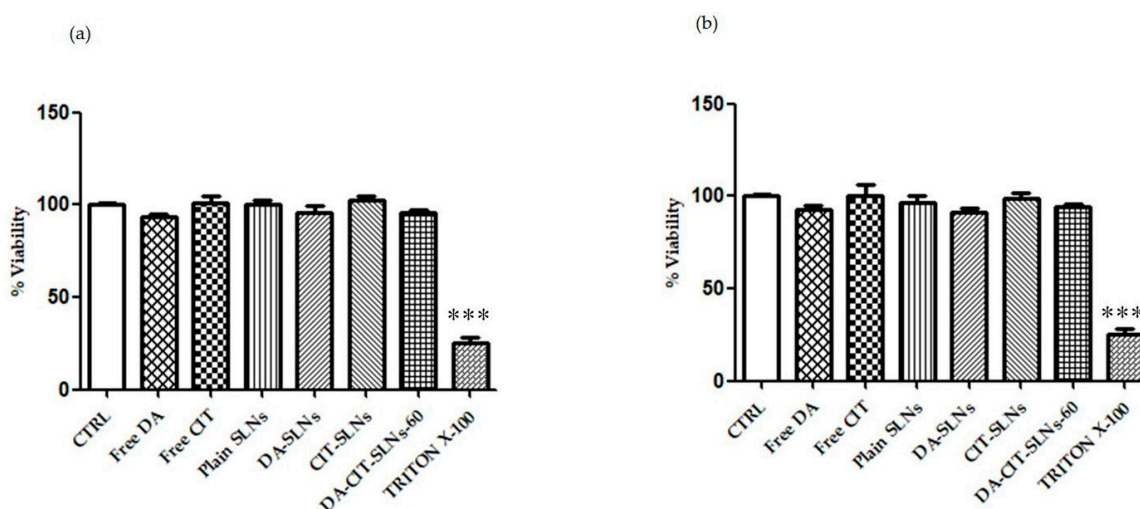 (a)
150
100
50
0
% Viability
***
CTRL
Free DA
Free CIT
Plain SLNs
DA-SLNs
CIT-SLNs
DA-CIT-SLNs-60
TRITON X-100
(b)
150
100
50
0
% Viability
***
CTRL
Free DA
Free CIT
Plain SLNs
DA-SLNs
CIT-SLNs
DA-CIT-SLNs-60
TRITON X-100